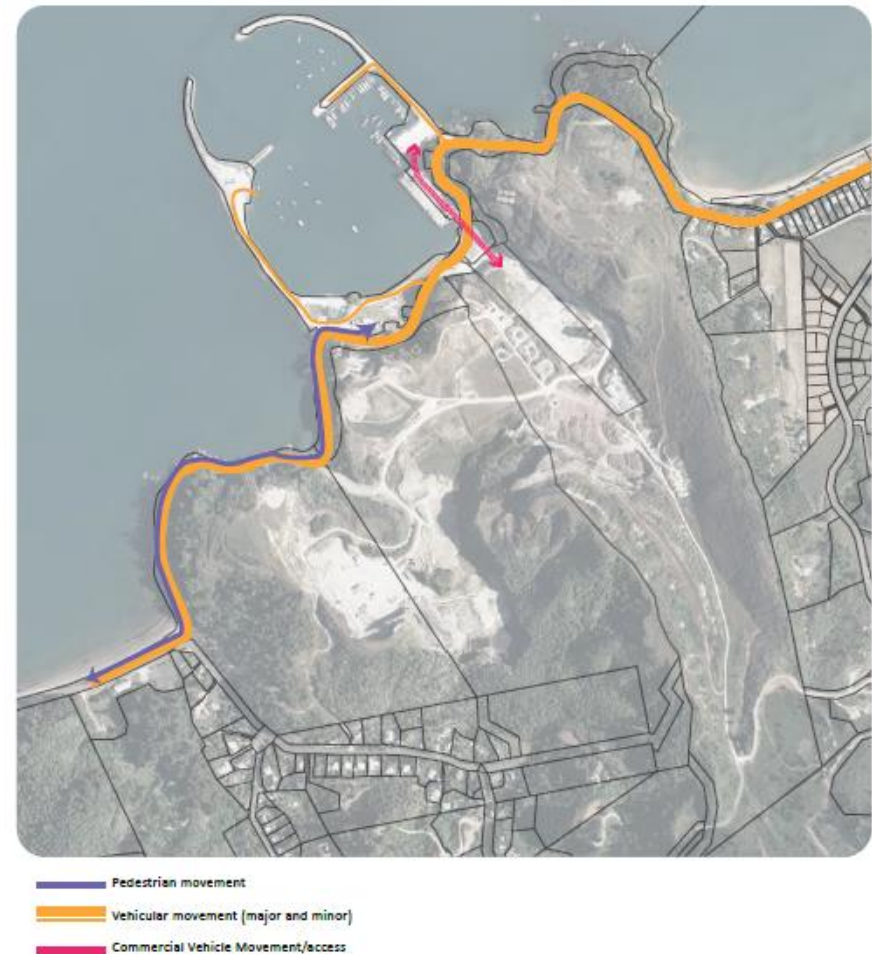 Pedestrian movement
Vehicular movement (major and minor)
Commercial Vehicle Movement/access